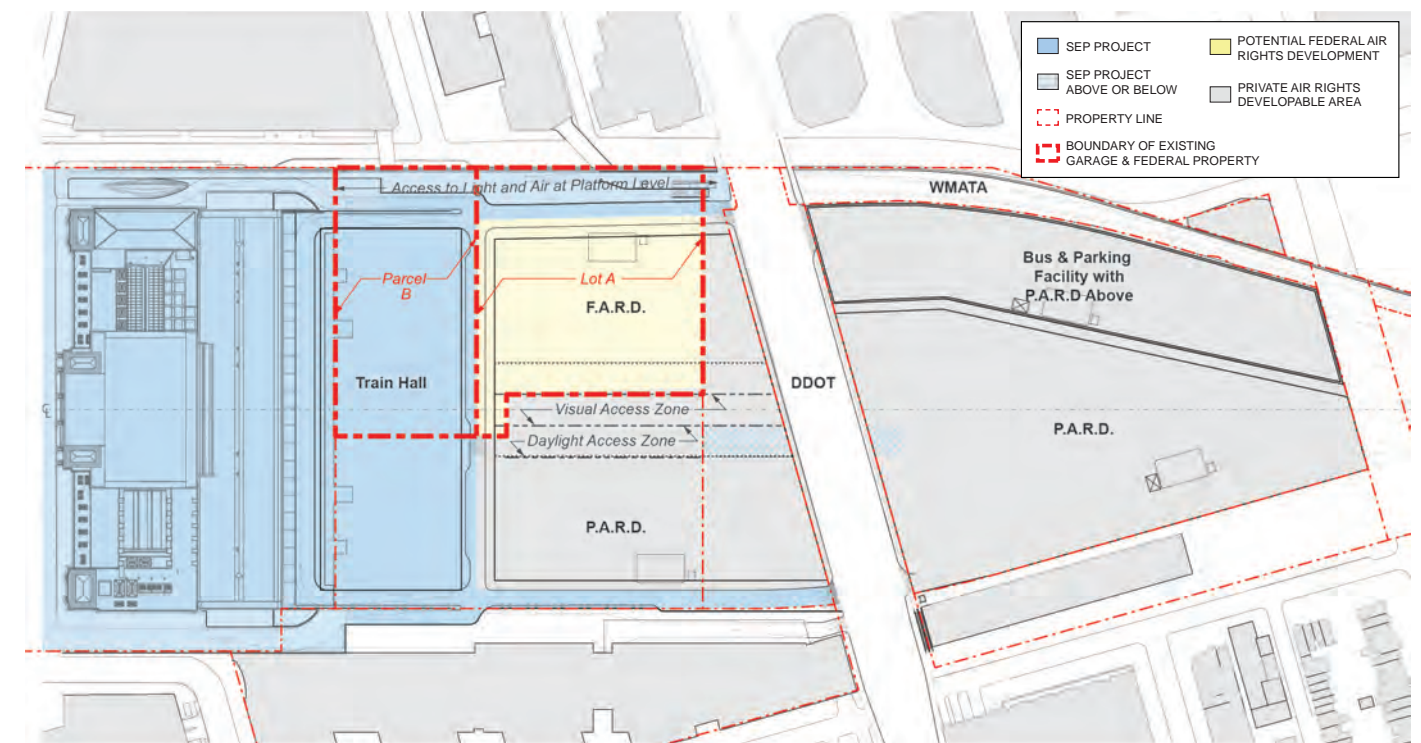 SEP PROJECT
SEP PROJECT
ABOVE OR BELOW
PROPERTY LINE
BOUNDARY OF EXISTING
GARAGE & FEDERAL PROPERTY
POTENTIAL FEDERAL AIR
RIGHTS DEVELOPMENT
PRIVATE AIR RIGHTS
DEVELOPABLE AREA
Access to Light and Air at Platform Level
WMATA
Parcel
B
Lot A
F.A.R.D.
Bus & Parking
Facility with
P.A.R.D Above
Train Hall
DDOT
Visual Access Zone
Daylight Access Zone
P.A.R.D.
P.A.R.D.
℄